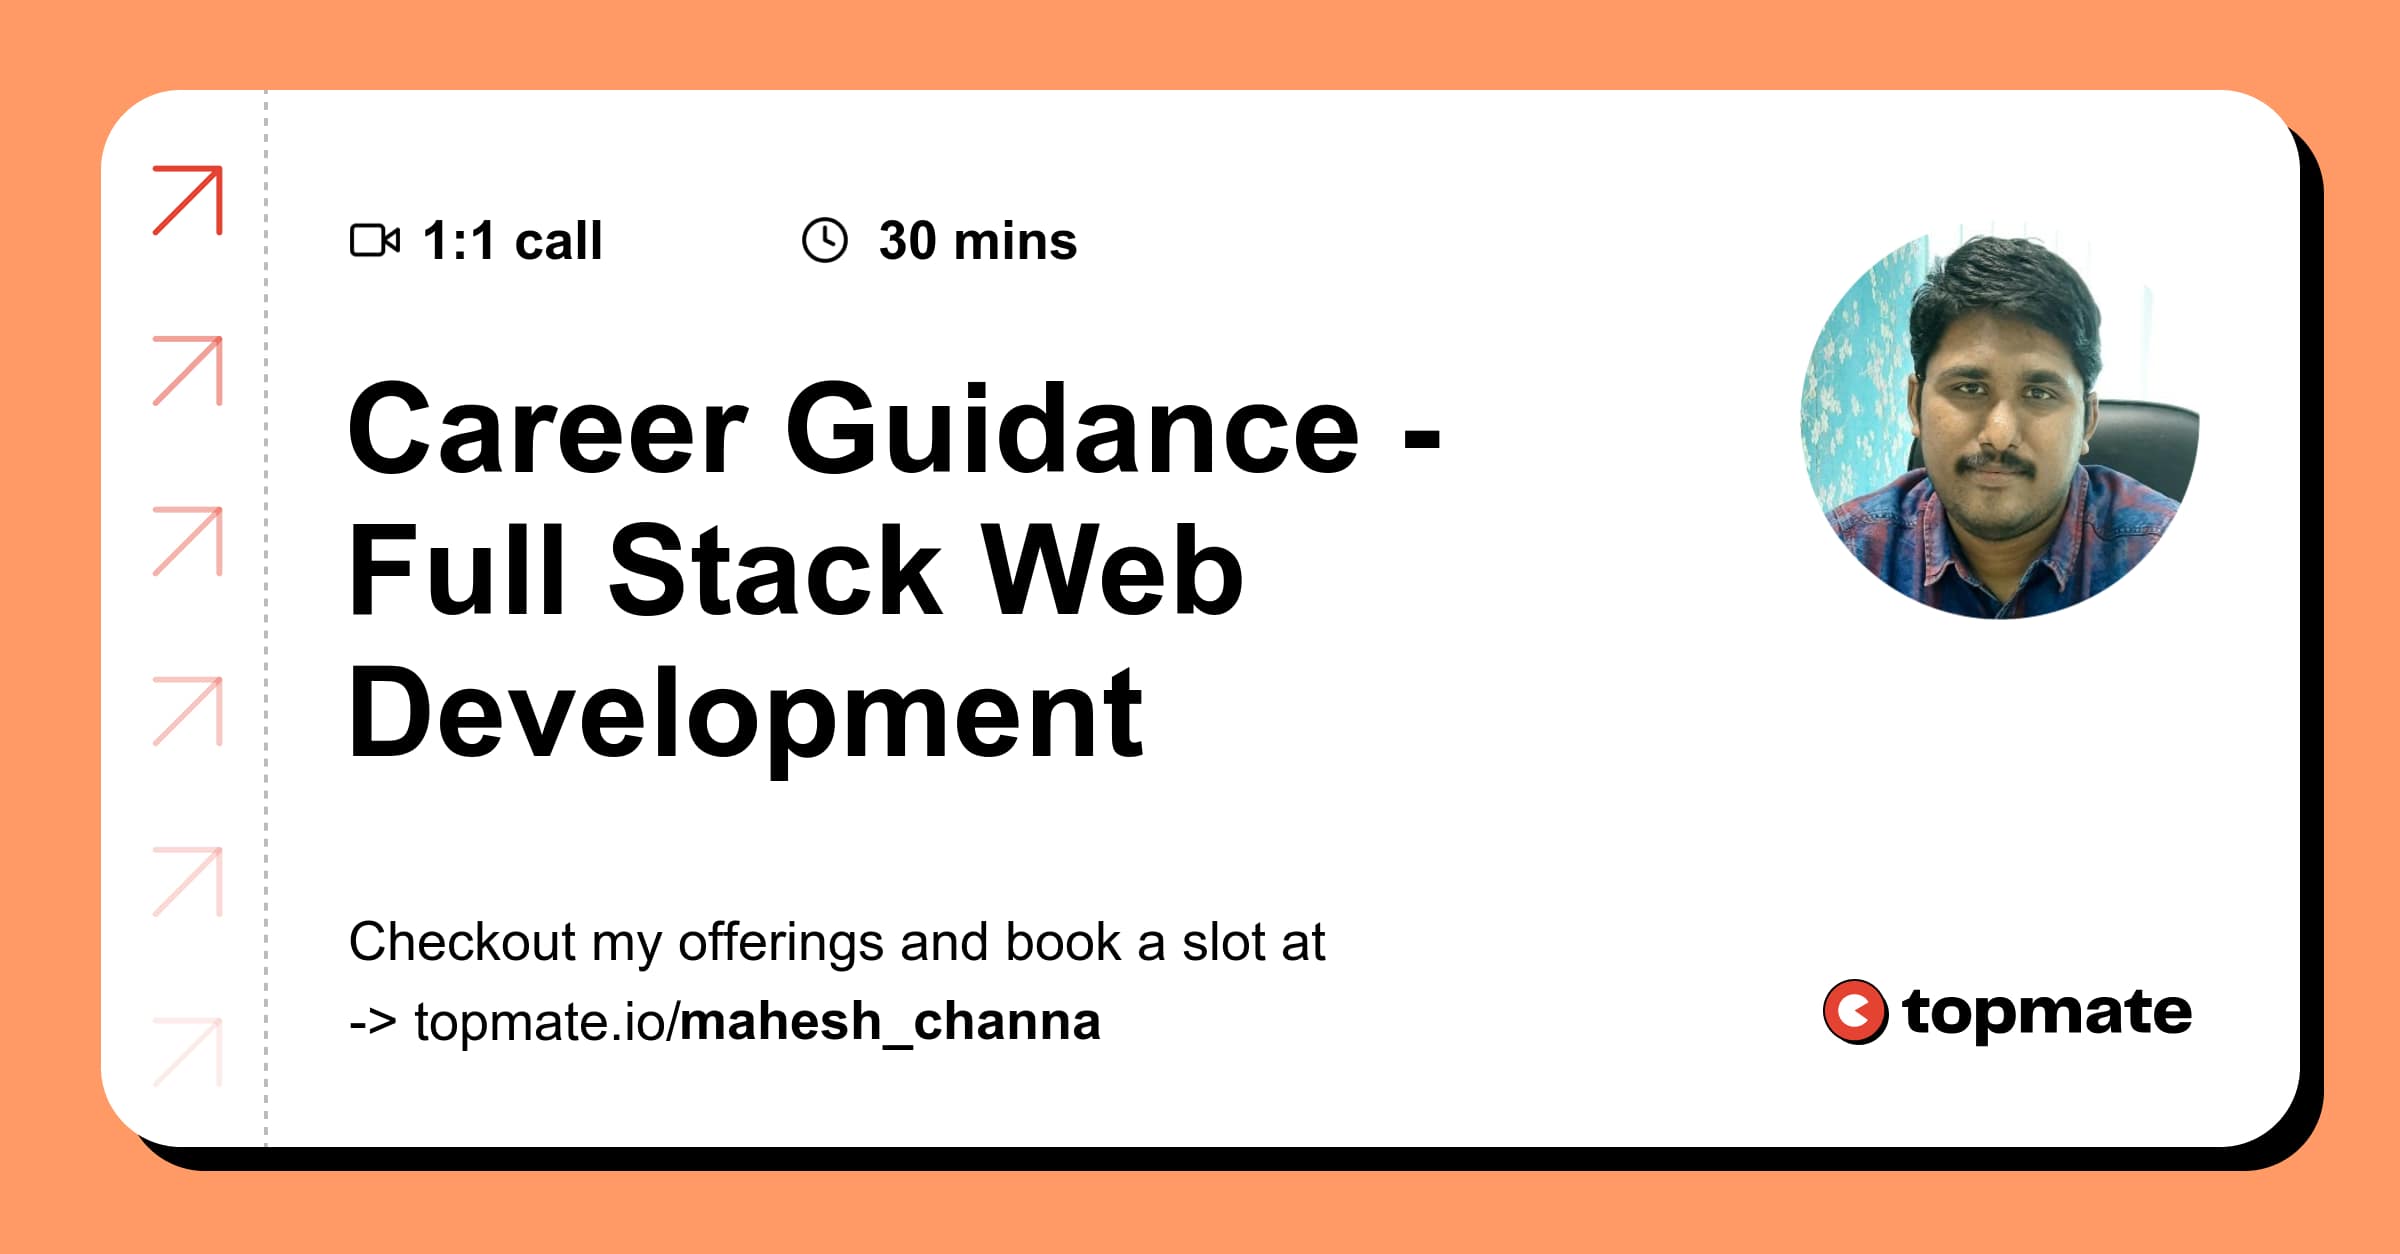 1:1 call
30 mins
Career Guidance -
Full Stack Web
Development
Checkout my offerings and book a slot at
-> topmate.io/mahesh_channa
topmate